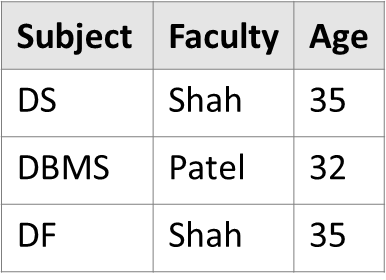 Subject Faculty Age
DS Shah 35
DBMS Patel 32
DF Shah 35